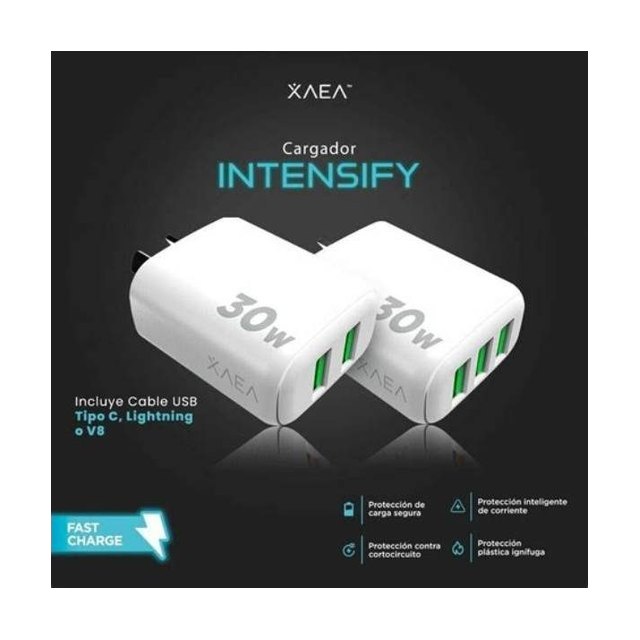 XAEA™
Cargador
INTENSIFY
30W
XAEA
30W
XAEA
Incluye Cable USB
Tipo C, Lightning
o V8
FAST
CHARGE
Protección de
carga segura
Protección inteligente
de corriente
Protección contra
cortocircuito
Protección
plástica ignífuga